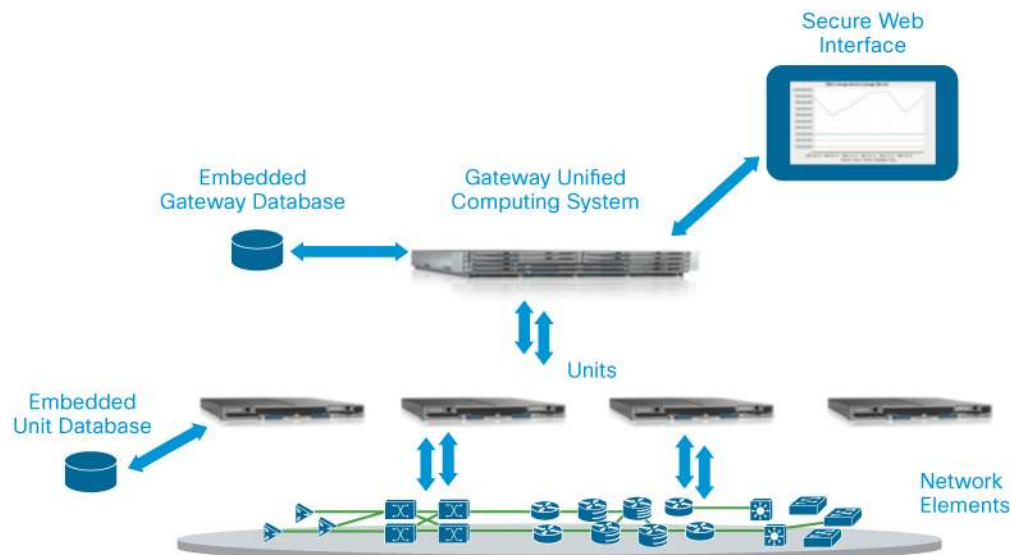 Secure Web
Interface
Embedded
Gateway Database
Gateway Unified
Computing System
Units
Embedded
Unit Database
Network
Elements